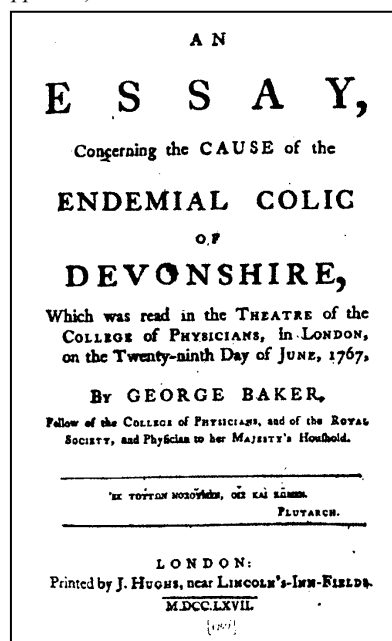 AN
ESSAY,
Concerning the CAUSE of the
ENDEMIAL COLIC
OF
DEVONSHIRE,
Which was read in the THEATRE of the
COLLEGE of PHYSICIANS, in LONDON,
on the Twenty-ninth Day of JUNE, 1767,
BY GEORGE BAKER,
Fellow of the COLLEGE of PHYSICIANS, and of the ROYAL
SOCIETY, and Phyſician to her MAJESTY's Houſhold.
PLUTARCH.
LONDON:
Printed by J. HUGHS, near LINCOLN's-INN-FIELDS.
M.DCC.LXVII.